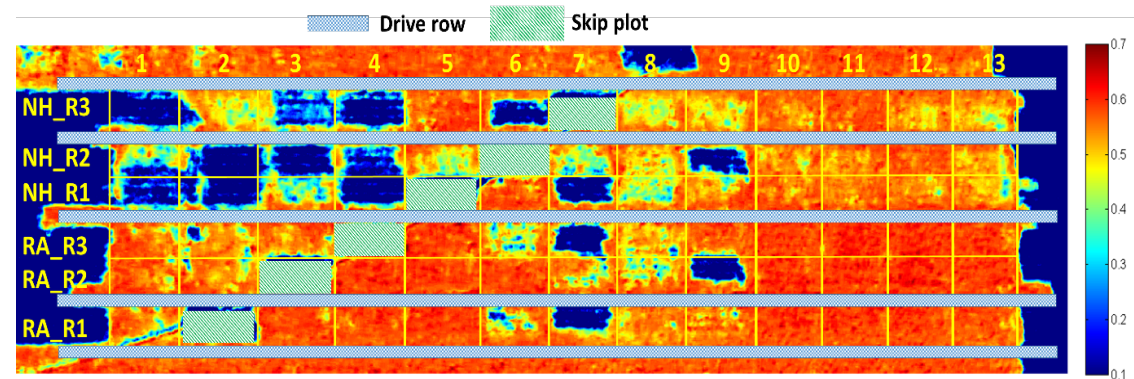 Drive row Skip plot
1 2 3 4 5 6 7 8 9 10 11 12 13
0.7
NH_R3
0.6
NH_R2
0.5
NH_R1
0.4
RA_R3
0.3
RA_R2
0.2
RA_R1
0.1